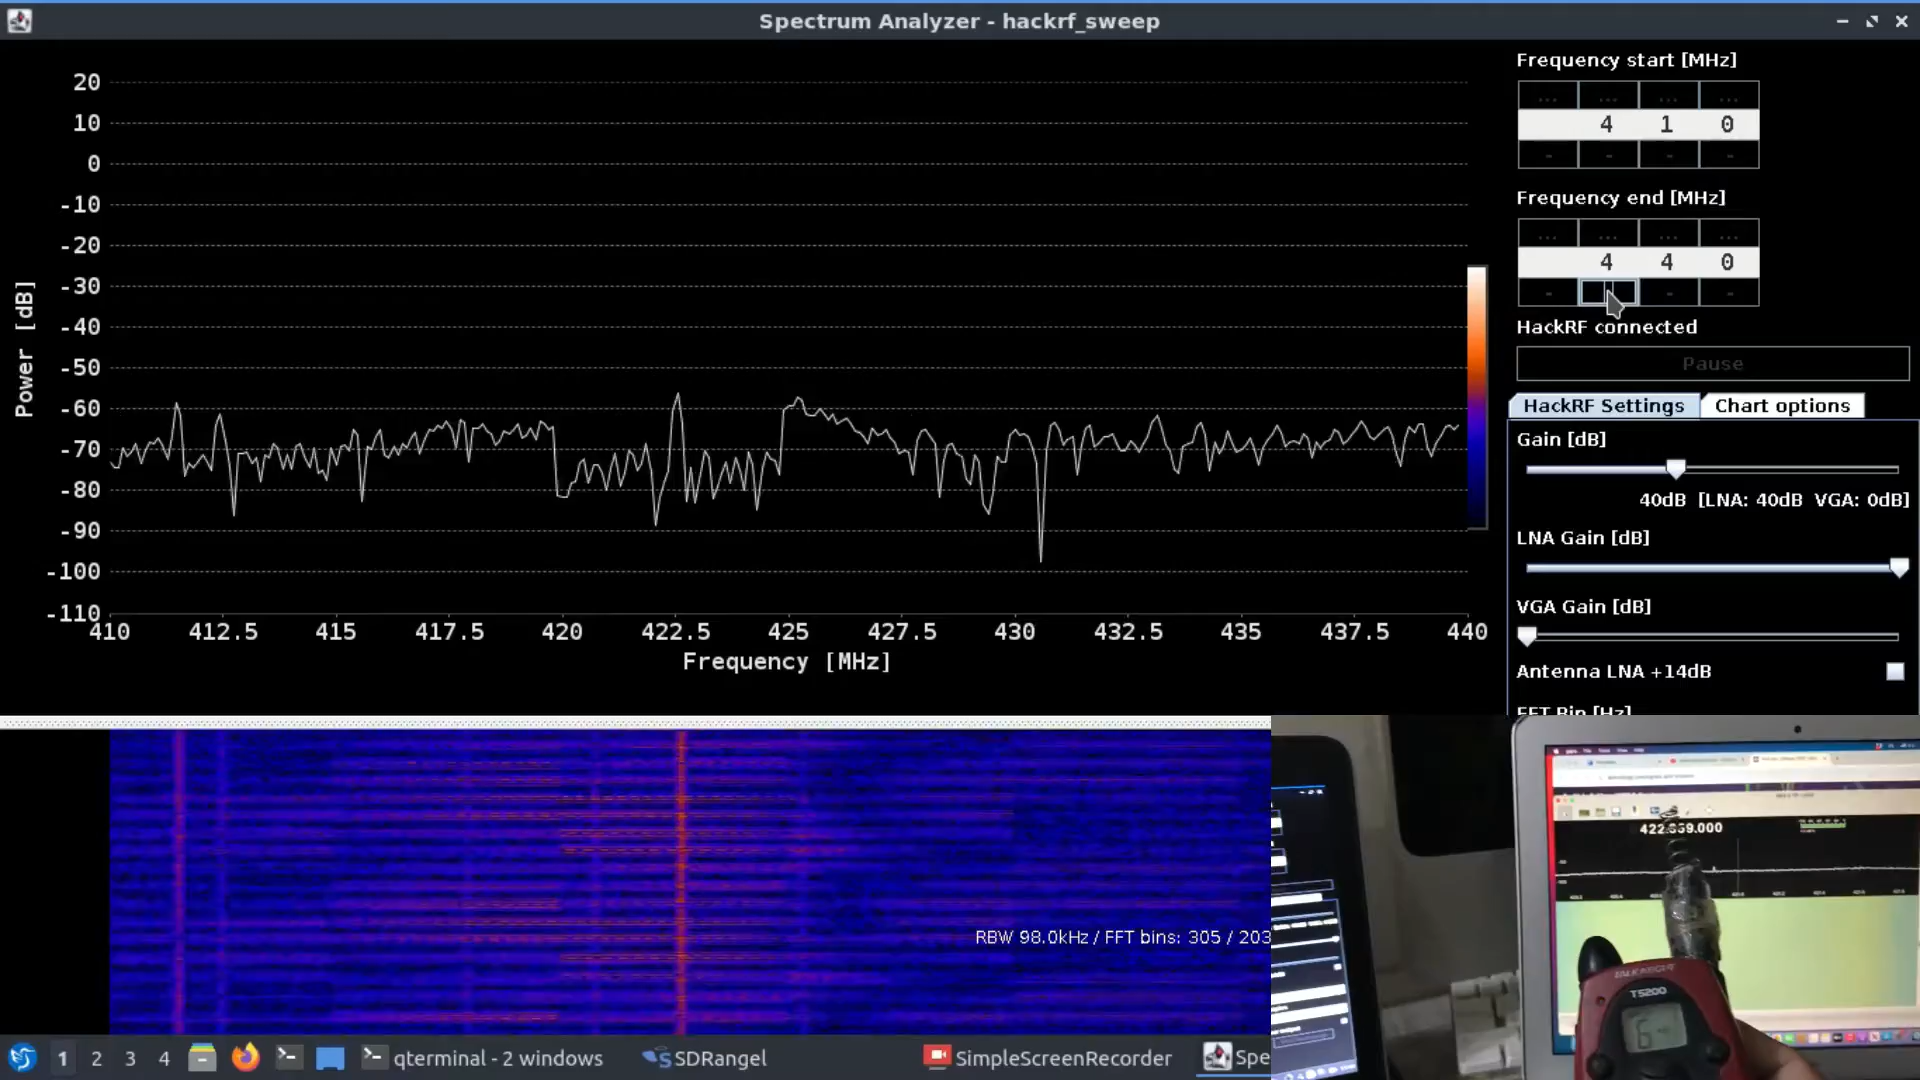 Spectrum Analyzer - hackrf_sweep
Frequency start [MHz]
4 1 0
Frequency end [MHz]
4 4 0
HackRF connected
Pause
HackRF Settings
Chart options
Gain [dB]
40dB [LNA: 40dB VGA: 0dB]
LNA Gain [dB]
VGA Gain [dB]
Antenna LNA +14dB
FFT Bin [Hz]
20
10
0
-10
-20
-30
-40
-50
-60
-70
-80
-90
-100
-110
Power [dB]
410 412.5 415 417.5 420 422.5 425 427.5 430 432.5 435 437.5 440
Frequency [MHz]
RBW 98.0kHz / FFT bins: 305 / 203
T5200
1 2 3 4
qterminal - 2 windows
SDRangel
SimpleScreenRecorder
Spe